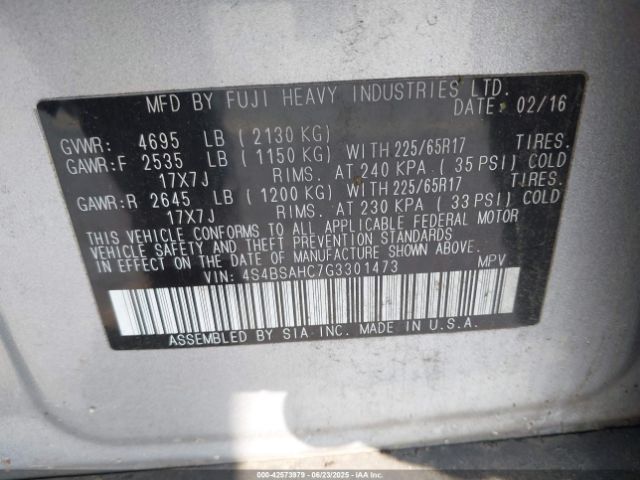 MFD BY FUJI HEAVY INDUSTRIES LTD.
DATE: 02/16
GVWR: 4695 LB ( 2130 KG)
GAWR:F 2535 LB ( 1150 KG) WITH 225/65R17 TIRES.
17X7J RIMS. AT 240 KPA ( 35 PSI) COLD
GAWR:R 2645 LB ( 1200 KG) WITH 225/65R17 TIRES.
17X7J RIMS. AT 230 KPA ( 33 PSI) COLD
THIS VEHICLE CONFORMS TO ALL APPLICABLE FEDERAL MOTOR
VEHICLE SAFETY AND THEFT PREVENTION STANDARDS
IN EFFECT ON THE DATE OF MANUFACTURE SHOWN ABOVE.
VIN: 4S4BSAHC7G3301473 MPV
ASSEMBLED BY SIA INC. MADE IN U.S.A.
000-42573979 - 06/23/2025 - IAAI.COM